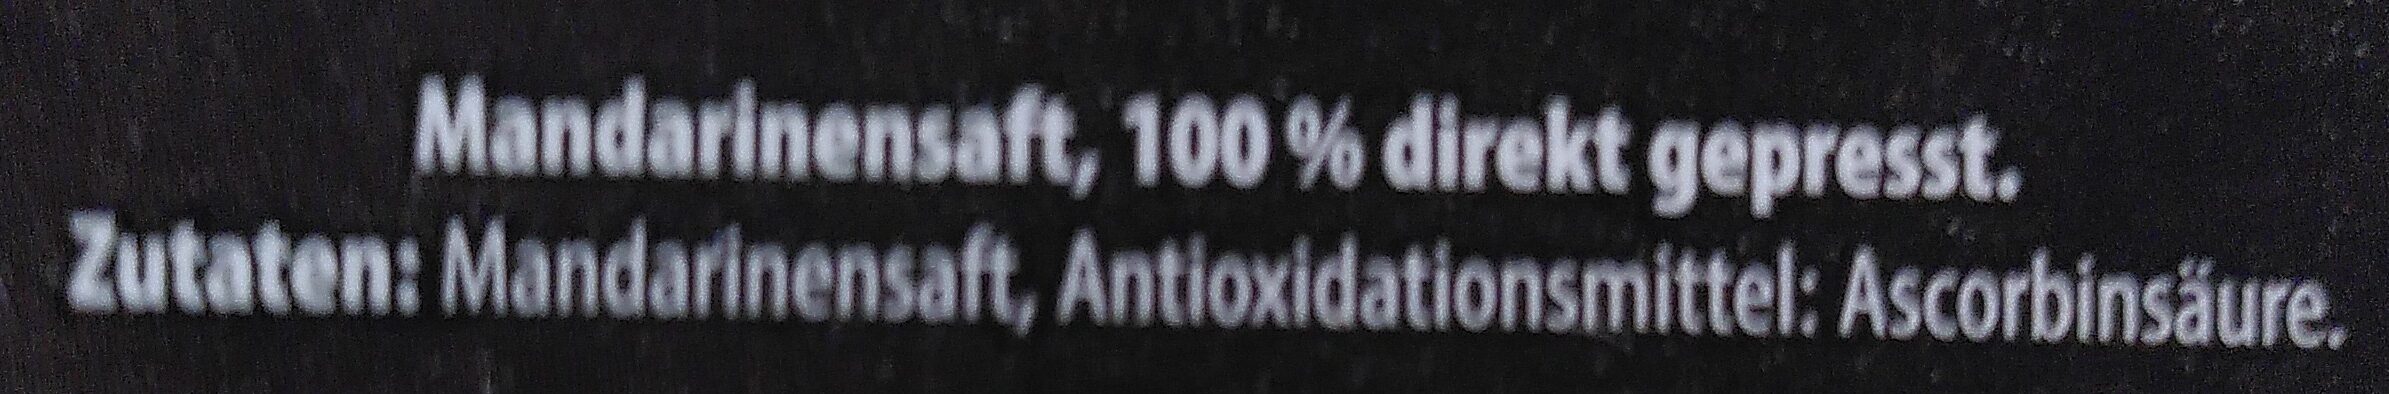 Mandarinensaft, 100 % direkt gepresst.
Zutaten: Mandarinensaft, Antioxidationsmittel: Ascorbinsäure.